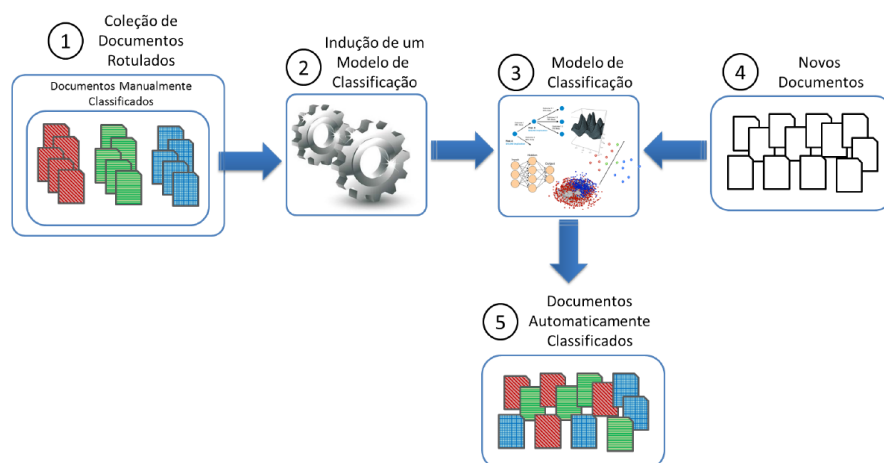 1
Coleção de
Documentos
Rotulados
Documentos Manualmente
Classificados
2
Indução de um
Modelo de
Classificação
3
Modelo de
Classificação
4
Novos
Documentos
5
Documentos
Automaticamente
Classificados